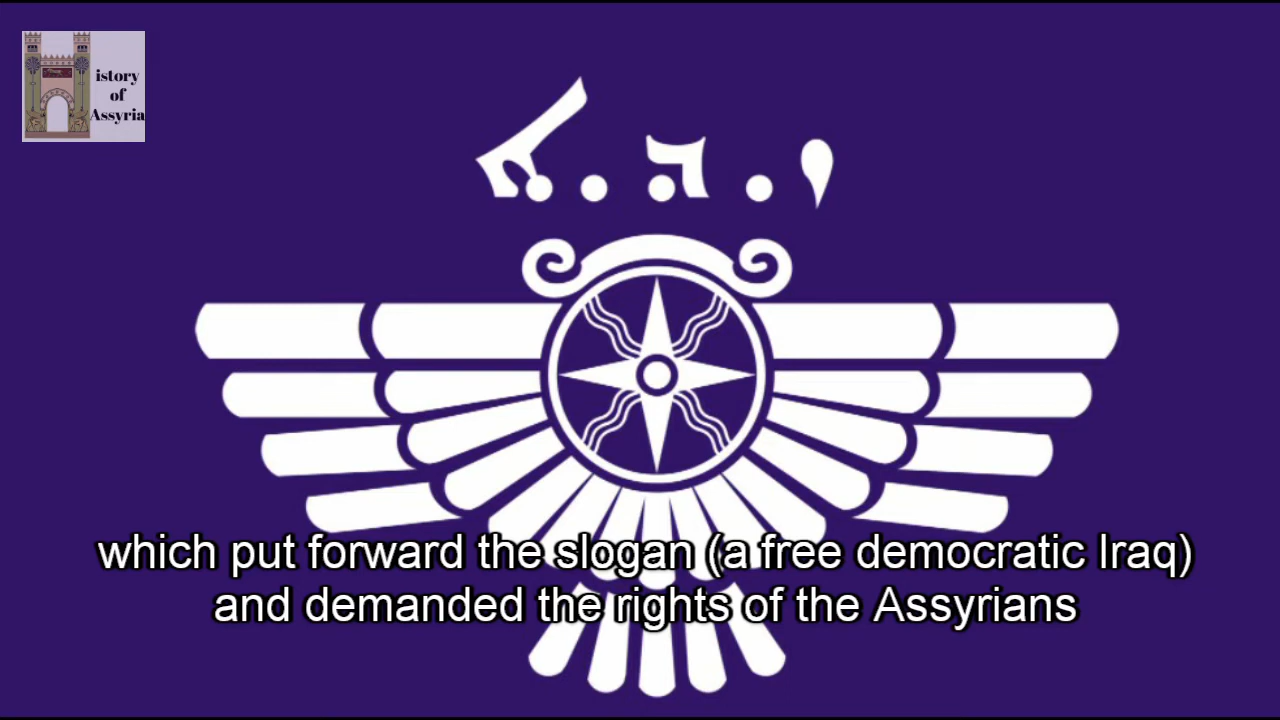 istory
of
Assyria
ܙ.ܕ.ܐ
which put forward the slogan (a free democratic Iraq)
and demanded the rights of the Assyrians